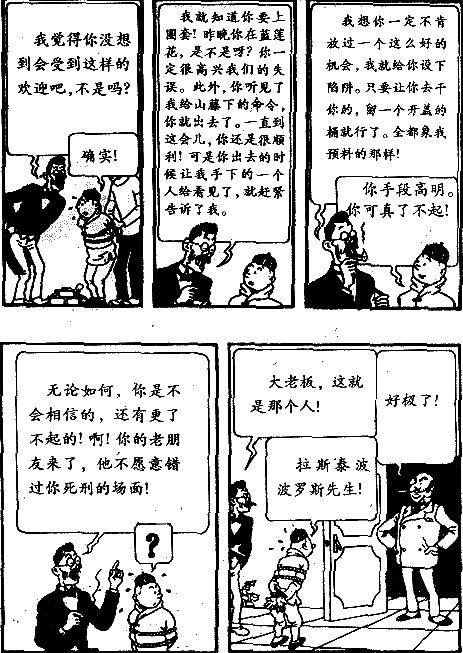 我觉得你没想
到会受到这样的
欢迎吧,不是吗?
确实!
我就知道你要上
圈套!昨晚你在蓝莲
花,是不是呀?你一
定很高兴我们的失
误。此外,你听见了
我给山藤下的命令,
你就出去了。一直到
这会儿,你还是很顺
利!可是你出去的时
候让我手下的一个
人给看见了,就赶紧
告诉了我。
我想你一定不肯
放过一个这么好的
机会,我就给你设下
陷阱。只要让你去干
你的,留一个开盖的
桶就行了。全都象我
预料的那样!
你手段高明。
你可真了不起!
无论如何,你是不
会相信的,还有更了
不起的!啊!你的老朋
友来了,他不愿意错
过你死刑的场面!
?
大老板,这就
是那个人!
好极了!
拉斯泰波
波罗斯先生!